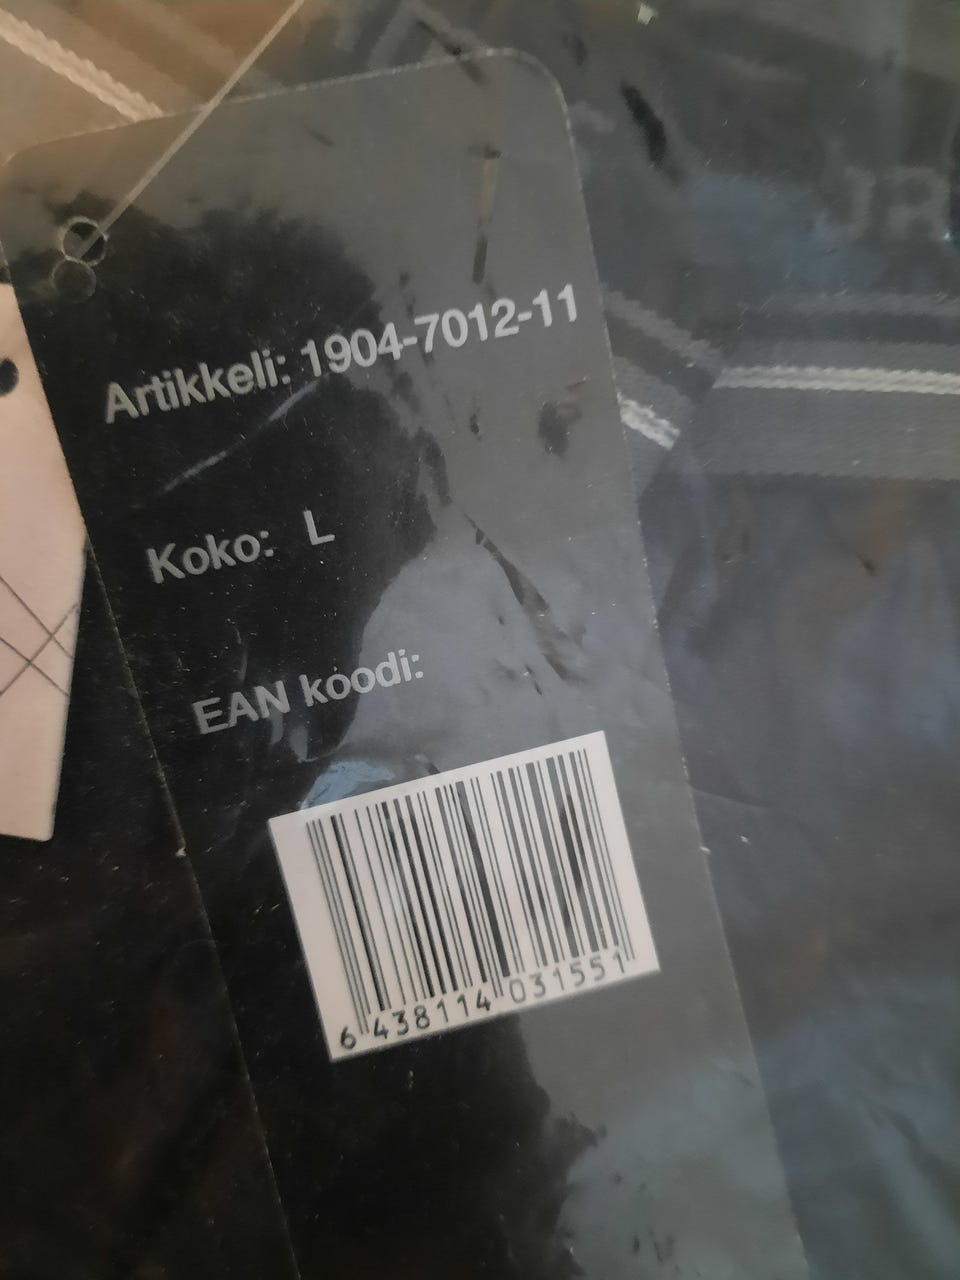 Artikkeli: 1904-7012-11
Koko: L
EAN koodi:
6 438114 031551